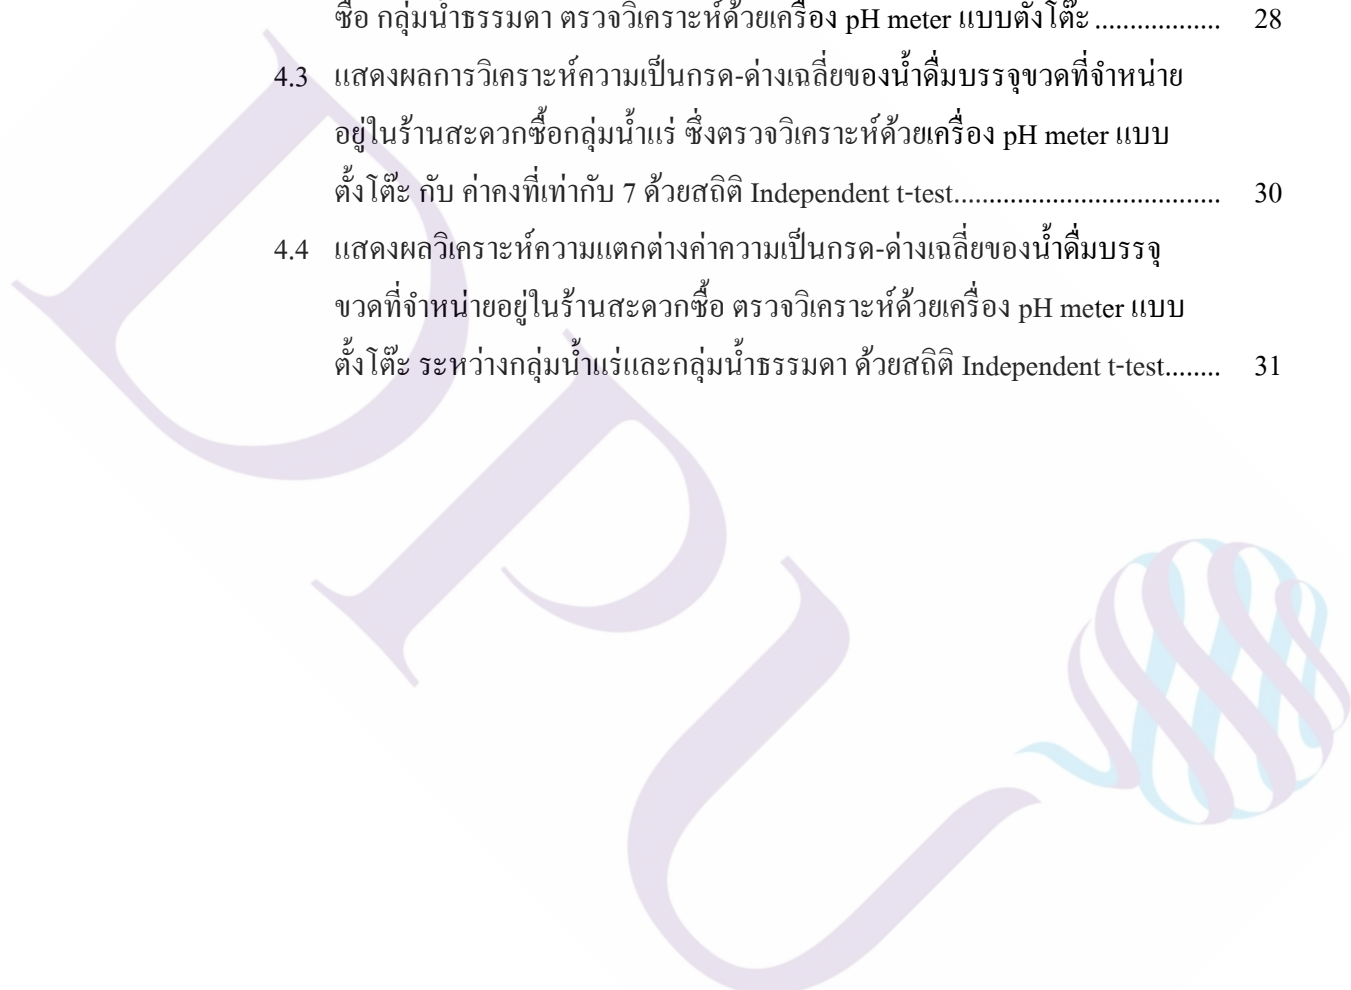 ซื้อ กลุ่มน้ำธรรมดา ตรวจวิเคราะห์ด้วยเครื่อง pH meter แบบตั้งโต๊ะ .................. 28
4.3 แสดงผลการวิเคราะห์ความเป็นกรด-ด่างเฉลี่ยของน้ำดื่มบรรจุขวดที่จำหน่าย
อยู่ในร้านสะดวกซื้อกลุ่มน้ำแร่ ซึ่งตรวจวิเคราะห์ด้วยเครื่อง pH meter แบบ
ตั้งโต๊ะ กับ ค่าคงที่เท่ากับ 7 ด้วยสถิติ Independent t-test...................................... 30
4.4 แสดงผลวิเคราะห์ความแตกต่างค่าความเป็นกรด-ด่างเฉลี่ยของน้ำดื่มบรรจุ
ขวดที่จำหน่ายอยู่ในร้านสะดวกซื้อ ตรวจวิเคราะห์ด้วยเครื่อง pH meter แบบ
ตั้งโต๊ะ ระหว่างกลุ่มน้ำแร่และกลุ่มน้ำธรรมดา ด้วยสถิติ Independent t-test........ 31
DPU